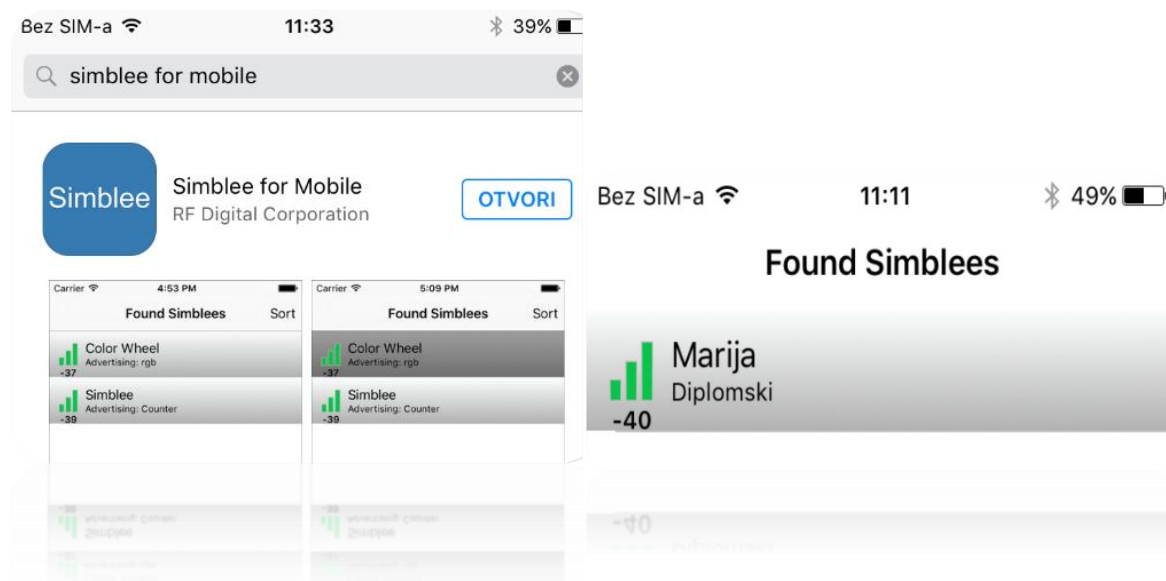 Bez SIM-a 11:33 39%
simblee for mobile
Simblee
Simblee for Mobile
RF Digital Corporation
OTVORI
Carrier 4:53 PM
Found Simblees Sort
Color Wheel
Advertising: rgb
-37
Simblee
Advertising: Counter
-39
Carrier 5:09 PM
Found Simblees Sort
Color Wheel
Advertising: rgb
-37
Simblee
Advertising: Counter
-39
Bez SIM-a 11:11 49%
Found Simblees
Marija
Diplomski
-40